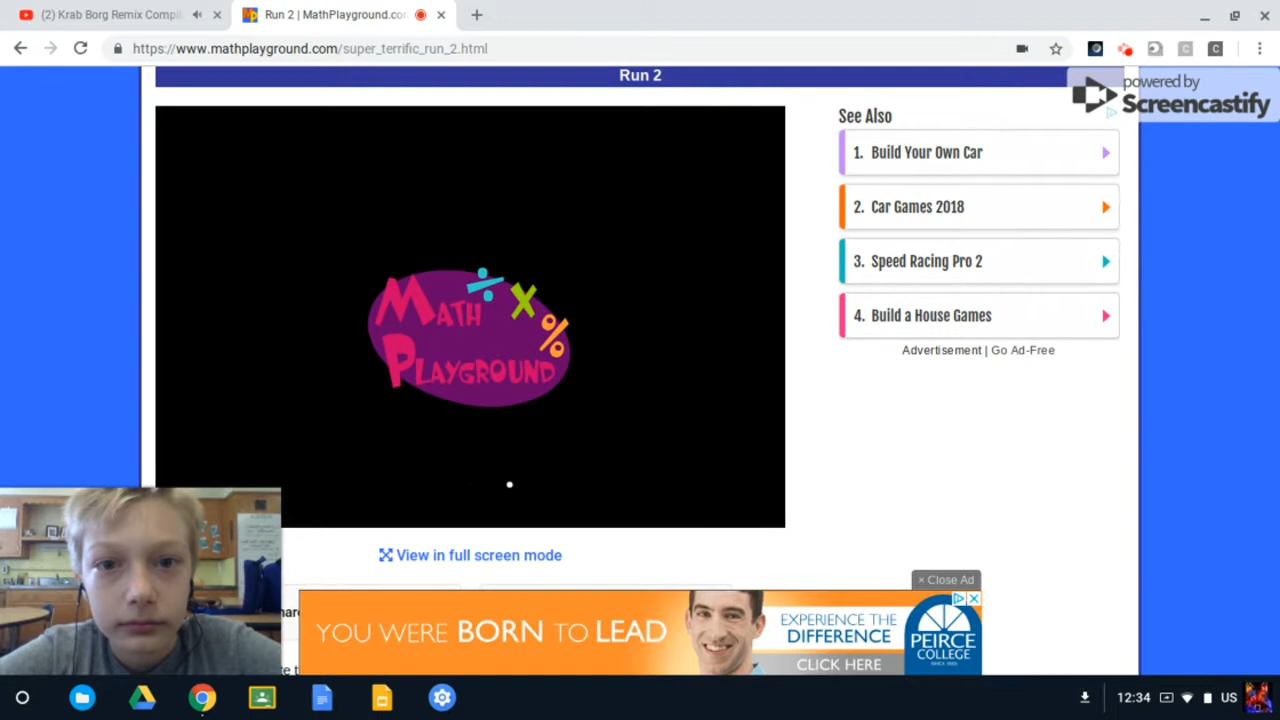 (2) Krab Borg Remix Compil
Run 2 | MathPlayground.co
https://www.mathplayground.com/super_terrific_run_2.html
Run 2
powered by
Screencastify
MATH
PLAYGROUND
See Also
1. Build Your Own Car
2. Car Games 2018
3. Speed Racing Pro 2
4. Build a House Games
Advertisement | Go Ad-Free
View in full screen mode
× Close Ad
YOU WERE BORN TO LEAD
EXPERIENCE THE
DIFFERENCE
CLICK HERE
PEIRCE
COLLEGE
12:34
US